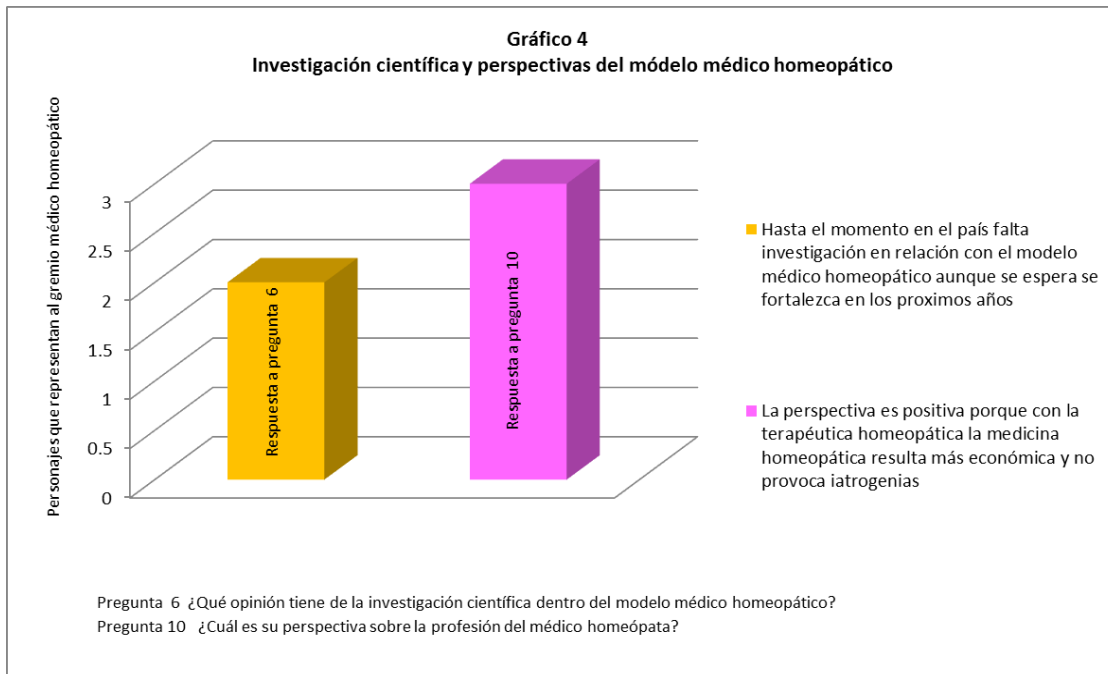 Gráfico 4
Investigación científica y perspectivas del módelo médico homeopático
Personajes que representan al gremio médico homeopático
3
2.5
2
1.5
1
0.5
0
Respuesta a pregunta 6
Respuesta a pregunta 10
Hasta el momento en el país falta
investigación en relación con el modelo
médico homeopático aunque se espera se
fortalezca en los proximos años
La perspectiva es positiva porque con la
terapéutica homeopática la medicina
homeopática resulta más económica y no
provoca iatrogenias
Pregunta 6 ¿Qué opinión tiene de la investigación científica dentro del modelo médico homeopático?
Pregunta 10 ¿Cuál es su perspectiva sobre la profesión del médico homeópata?